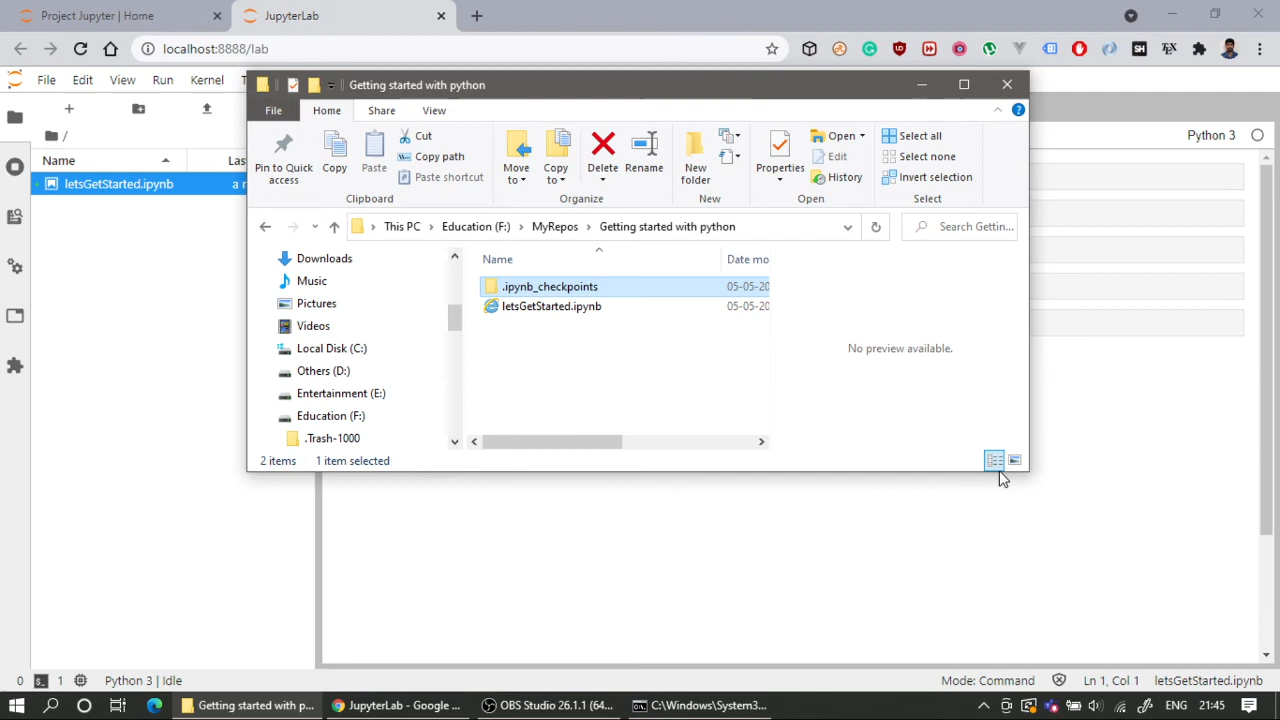 Project Jupyter | Home
JupyterLab
localhost:8888/lab
File Edit View Run Kernel
Getting started with python
File Home Share View
Pin to Quick access
Copy
Paste
Cut
Copy path
Paste shortcut
Clipboard
Move to
Copy to
Delete
Rename
Organize
New folder
New
Properties
Open
Edit
History
Open
Select all
Select none
Invert selection
Select
This PC > Education (F:) > MyRepos > Getting started with python
Search Gettin...
/
Name
Las
letsGetStarted.ipynb
Python 3
Downloads
Music
Pictures
Videos
Local Disk (C:)
Others (D:)
Entertainment (E:)
Education (F:)
.Trash-1000
Name Date mo
.ipynb_checkpoints 05-05-20
letsGetStarted.ipynb 05-05-20
No preview available.
2 items 1 item selected
0 1 Python 3 | Idle
Mode: Command Ln 1, Col 1 letsGetStarted.ipynb
Getting started with p...
JupyterLab - Google ...
OBS Studio 26.1.1 (64...
C:\Windows\System3...
ENG 21:45